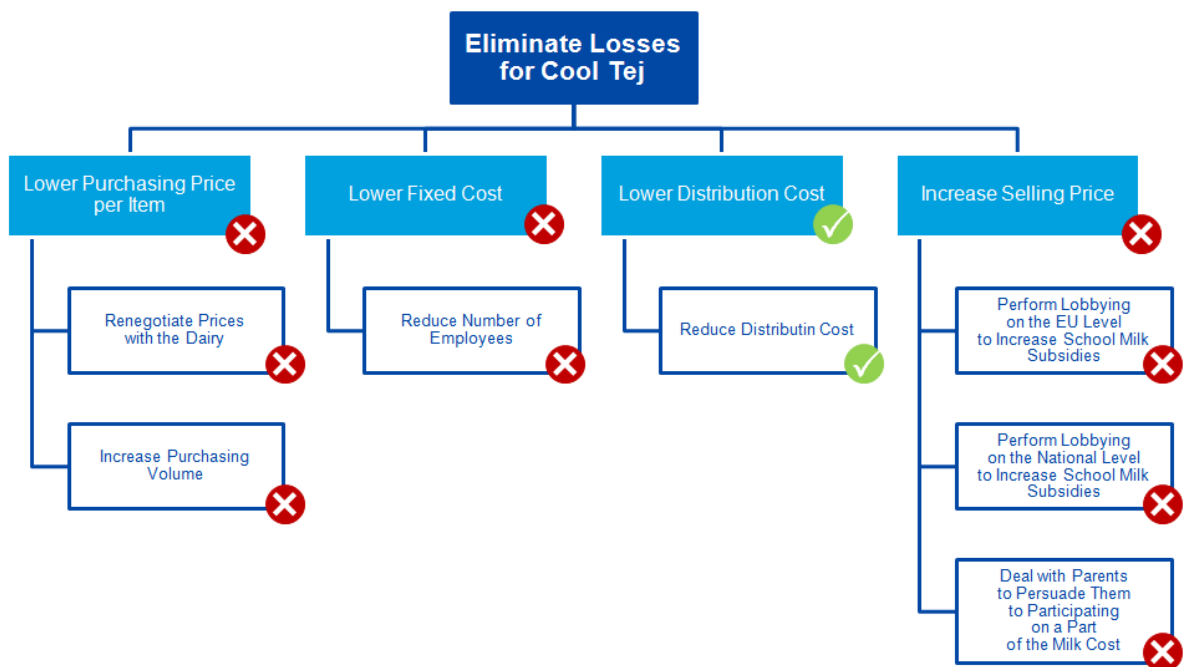 Eliminate Losses
for Cool Tej
Lower Purchasing Price
per Item
Lower Fixed Cost
Lower Distribution Cost
Increase Selling Price
Renegotiate Prices
with the Dairy
Reduce Number of
Employees
Reduce Distributin Cost
Perform Lobbying
on the EU Level
to Increase School Milk
Subsidies
Increase Purchasing
Volume
Perform Lobbying
on the National Level
to Increase School Milk
Subsidies
Deal with Parents
to Persuade Them
to Participating
on a Part
of the Milk Cost